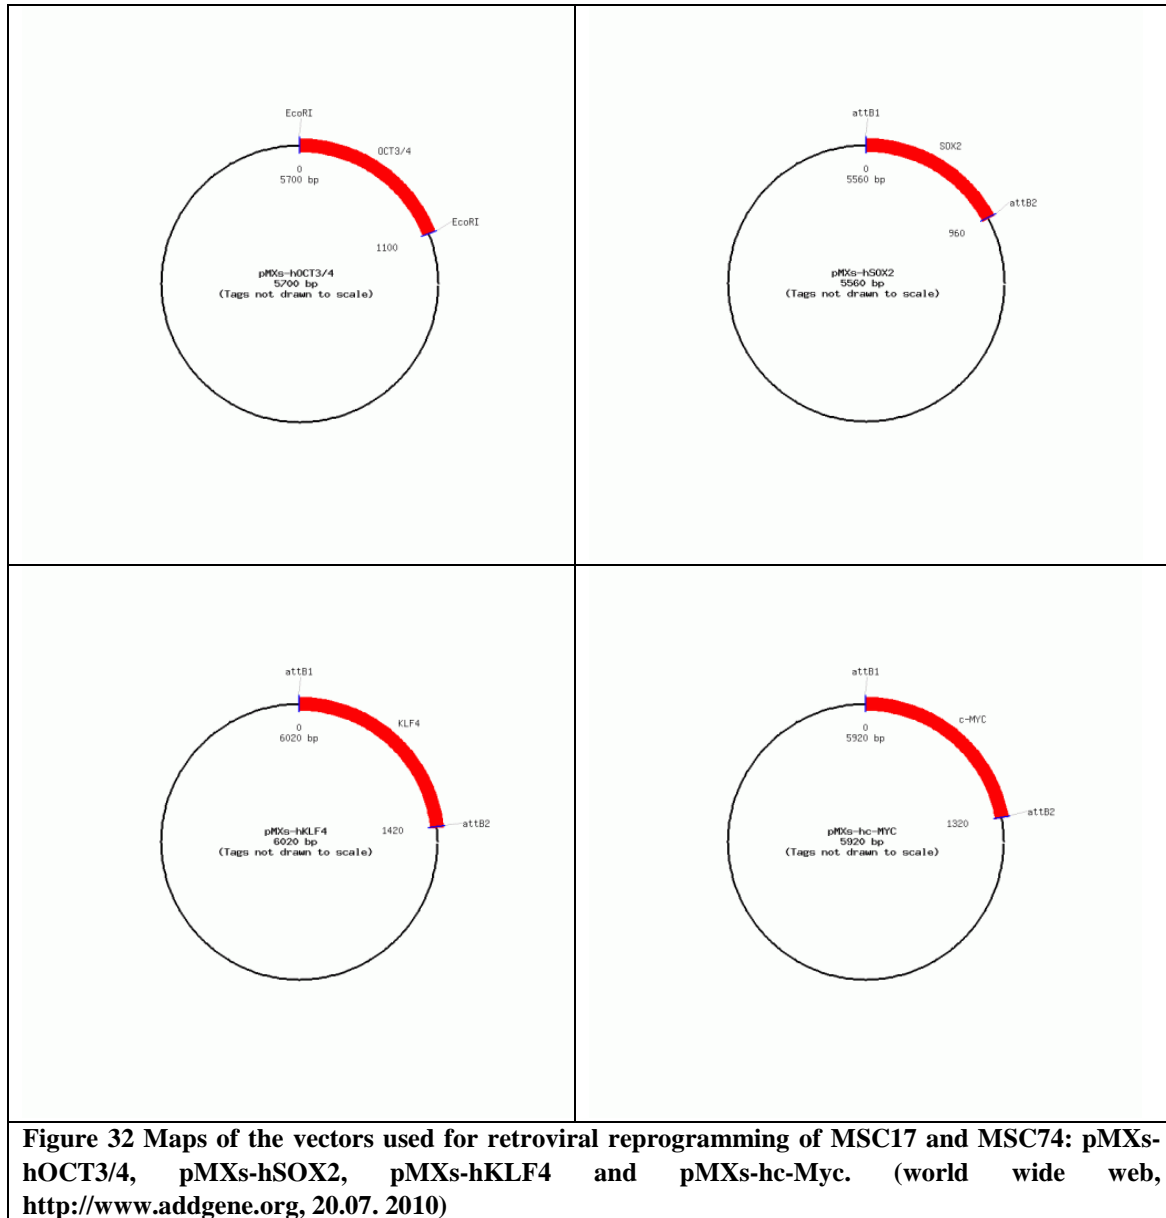 EcoRI
OCT3/4
0
5700 bp
EcoRI
1100
pMXs-hOCT3/4
5700 bp
(Tags not drawn to scale)
attB1
SOX2
0
5560 bp
attB2
960
pMXs-hSOX2
5560 bp
(Tags not drawn to scale)
attB1
KLF4
0
6020 bp
attB2
1420
pMXs-hKLF4
6020 bp
(Tags not drawn to scale)
attB1
c-MYC
0
5920 bp
attB2
1320
pMXs-hc-MYC
5920 bp
(Tags not drawn to scale)
Figure 32 Maps of the vectors used for retroviral reprogramming of MSC17 and MSC74: pMXs-
hOCT3/4, pMXs-hSOX2, pMXs-hKLF4 and pMXs-hc-Myc. (world wide web,
http://www.addgene.org, 20.07. 2010)